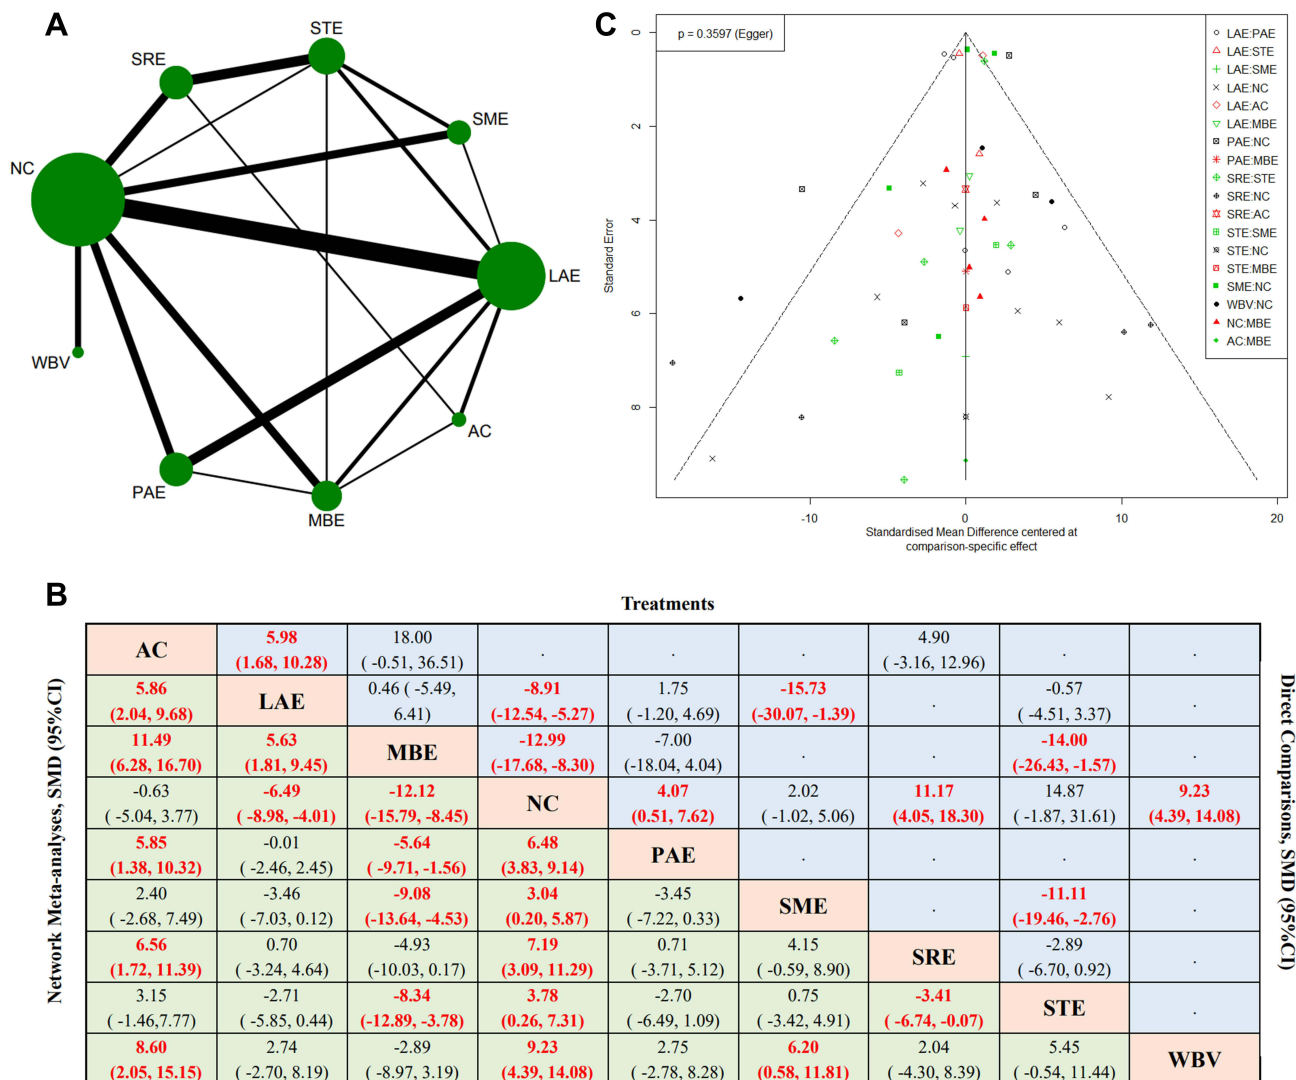 A
STE
SRE
SME
NC
LAE
WBV
AC
PAE
MBE
C
p = 0.3597 (Egger)
0
2
4
6
8
Standard Error
-10
0
10
20
Standardised Mean Difference centered at
comparison-specific effect
LAE:PAE
LAE:STE
LAE:SME
LAE:NC
LAE:AC
LAE:MBE
PAE:NC
PAE:MBE
SRE:STE
SRE:NC
SRE:AC
STE:SME
STE:NC
STE:MBE
SME:NC
WBV:NC
NC:MBE
AC:MBE
B
Treatments
Network Meta-analyses, SMD (95%CI)
Direct Comparisons, SMD (95%CI)
AC 5.98 18.00 . . . 4.90 . .
(1.68, 10.28) ( -0.51, 36.51) ( -3.16, 12.96)
5.86 LAE 0.46 ( -5.49, -8.91 1.75 -15.73 . -0.57 .
(2.04, 9.68) 6.41) (-12.54, -5.27) ( -1.20, 4.69) (-30.07, -1.39) ( -4.51, 3.37)
11.49 5.63 MBE -12.99 -7.00 . . -14.00 .
(6.28, 16.70) (1.81, 9.45) (-17.68, -8.30) ( -18.04, 4.04) (-26.43, -1.57)
-0.63 -6.49 -12.12 NC 4.07 2.02 11.17 14.87 9.23
( -5.04, 3.77) ( -8.98, -4.01) (-15.79, -8.45) (0.51, 7.62) ( -1.02, 5.06) (4.05, 18.30) ( -1.87, 31.61) (4.39, 14.08)
5.85 -0.01 -5.64 6.48 PAE . . . .
(1.38, 10.32) ( -2.46, 2.45) ( -9.71, -1.56) (3.83, 9.14)
2.40 -3.46 -9.08 3.04 -3.45 SME . -11.11 .
( -2.68, 7.49) ( -7.03, 0.12) (-13.64, -4.53) (0.20, 5.87) ( -7.22, 0.33) (-19.46, -2.76)
6.56 0.70 -4.93 7.19 0.71 4.15 SRE -2.89 .
(1.72, 11.39) ( -3.24, 4.64) (-10.03, 0.17) (3.09, 11.29) ( -3.71, 5.12) ( -0.59, 8.90) ( -6.70, 0.92)
3.15 -2.71 -8.34 3.78 -2.70 0.75 -3.41 STE .
( -1.46,7.77) ( -5.85, 0.44) (-12.89, -3.78) (0.26, 7.31) ( -6.49, 1.09) ( -3.42, 4.91) ( -6.74, -0.07)
8.60 2.74 -2.89 9.23 2.75 6.20 2.04 5.45 WBV
(2.05, 15.15) ( -2.70, 8.19) ( -8.97, 3.19) (4.39, 14.08) ( -2.78, 8.28) (0.58, 11.81) ( -4.30, 8.39) ( -0.54, 11.44)